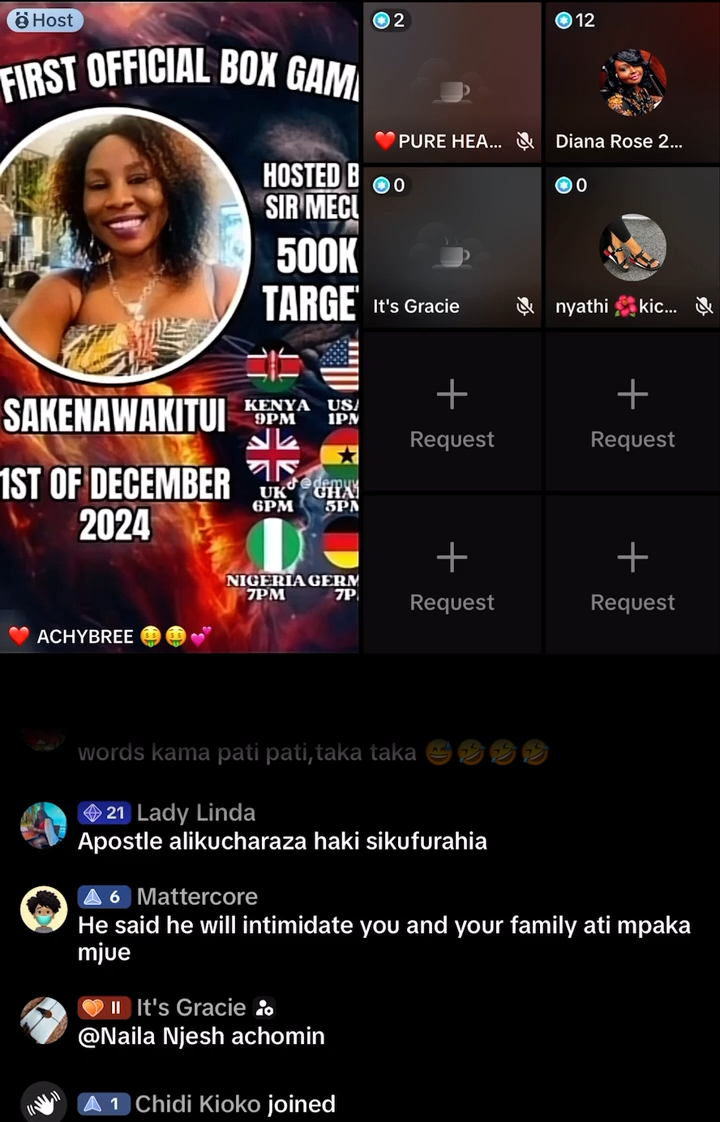 Host
FIRST OFFICIAL BOX GAM
HOSTED B
SIR MECU
500K
TARGE
SAKENAWAKITUI
1ST OF DECEMBER
2024
KENYA
9PM
USA
1PM
UK
6PM
GHA
5PM
NIGERIA
7PM
GERM
7P
❤️ ACHYBREE 🤑🤑💕
2
❤️PURE HEA...
12
Diana Rose 2...
0
It's Gracie
0
nyathi 🌺kic...
Request
Request
Request
Request
words kama pati pati,taka taka 😅🤣🤣🤣
21 Lady Linda
Apostle alikucharaza haki sikufurahia
6 Mattercore
He said he will intimidate you and your family ati mpaka
mjue
II It's Gracie
@Naila Njesh achomin
1 Chidi Kioko joined